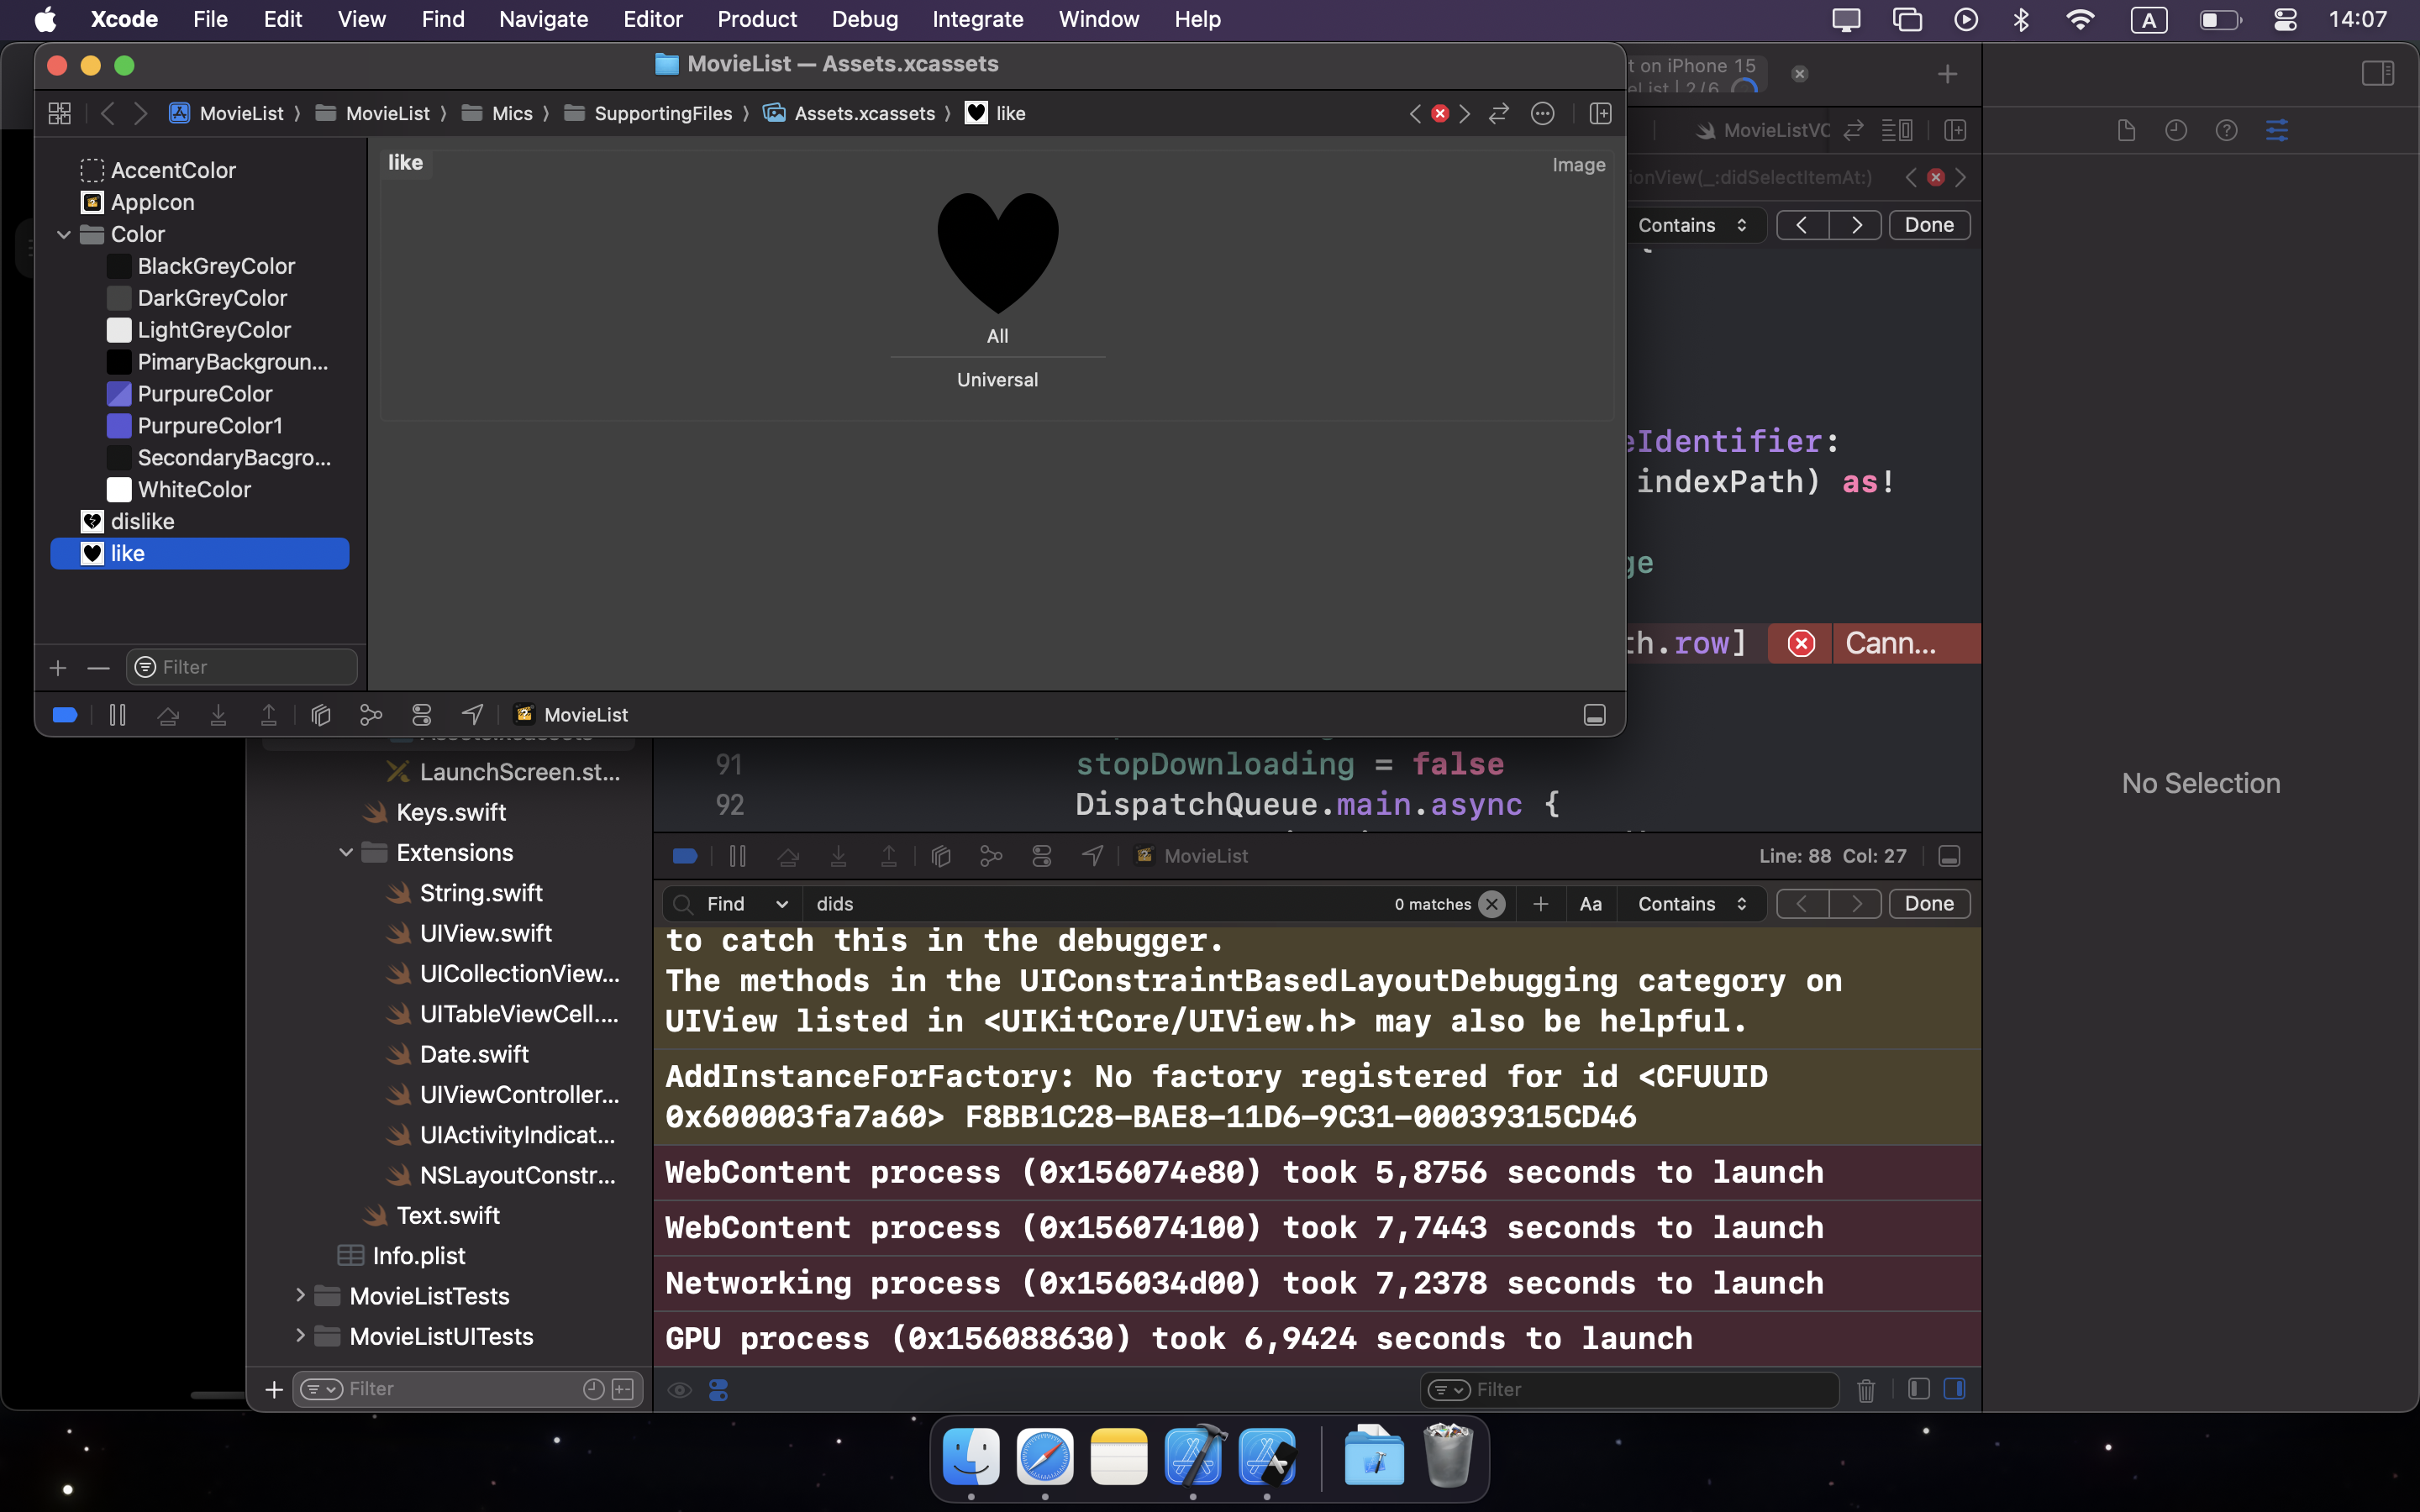 Xcode File Edit View Find Navigate Editor Product Debug Integrate Window Help A 14:07
MovieList — Assets.xcassets
MovieList MovieList Mics SupportingFiles Assets.xcassets like
AccentColor
AppIcon
Color
BlackGreyColor
DarkGreyColor
LightGreyColor
PimaryBackgroun...
PurpureColor
PurpureColor1
SecondaryBacgro...
WhiteColor
dislike
like
Filter
like
Image
All
Universal
MovieList
t on iPhone 15
eList | 2/6
MovieListVC
ionView(_:didSelectItemAt:)
Contains Done
eIdentifier:
indexPath) as!
ge
th.row] Cann...
No Selection
LaunchScreen.st...
Keys.swift
Extensions
String.swift
UIView.swift
UICollectionView...
UITableViewCell....
Date.swift
UIViewController...
UIActivityIndicat...
NSLayoutConstr...
Text.swift
Info.plist
MovieListTests
MovieListUITests
Filter
91 stopDownloading = false
92 DispatchQueue.main.async {
MovieList Line: 88 Col: 27
Find dids 0 matches Aa Contains Done
to catch this in the debugger.
The methods in the UIConstraintBasedLayoutDebugging category on
UIView listed in <UIKitCore/UIView.h> may also be helpful.
AddInstanceForFactory: No factory registered for id <CFUUID
0x600003fa7a60> F8BB1C28-BAE8-11D6-9C31-00039315CD46
WebContent process (0x156074e80) took 5,8756 seconds to launch
WebContent process (0x156074100) took 7,7443 seconds to launch
Networking process (0x156034d00) took 7,2378 seconds to launch
GPU process (0x156088630) took 6,9424 seconds to launch
Filter